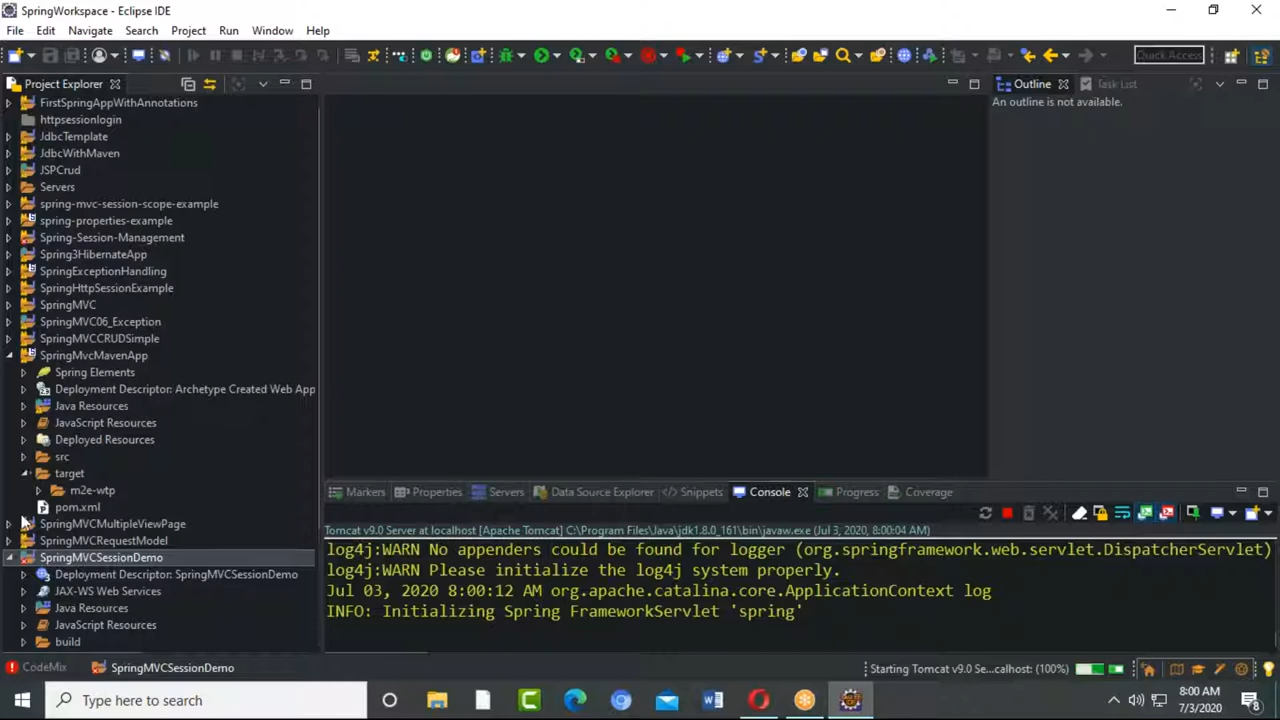 SpringWorkspace - Eclipse IDE
File Edit Navigate Search Project Run Window Help
Quick Access
Project Explorer
Outline
Task List
An outline is not available.
FirstSpringAppWithAnnotations
httpsessionlogin
JdbcTemplate
JdbcWithMaven
JSPCrud
Servers
spring-mvc-session-scope-example
spring-properties-example
Spring-Session-Management
Spring3HibernateApp
SpringExceptionHandling
SpringHttpSessionExample
SpringMVC
SpringMVC06_Exception
SpringMVCCRUDSimple
SpringMvcMavenApp
Spring Elements
Deployment Descriptor: Archetype Created Web App
Java Resources
JavaScript Resources
Deployed Resources
src
target
m2e-wtp
pom.xml
SpringMVCMultipleViewPage
SpringMVCRequestModel
SpringMVCSessionDemo
Deployment Descriptor: SpringMVCSessionDemo
JAX-WS Web Services
Java Resources
JavaScript Resources
build
Markers Properties Servers Data Source Explorer Snippets Console Progress Coverage
Tomcat v9.0 Server at localhost [Apache Tomcat] C:\Program Files\Java\jdk1.8.0_161\bin\javaw.exe (Jul 3, 2020, 8:00:04 AM)
log4j:WARN No appenders could be found for logger (org.springframework.web.servlet.DispatcherServlet)
log4j:WARN Please initialize the log4j system properly.
Jul 03, 2020 8:00:12 AM org.apache.catalina.core.ApplicationContext log
INFO: Initializing Spring FrameworkServlet 'spring'
CodeMix
SpringMVCSessionDemo
Starting Tomcat v9.0 Se...calhost: (100%)
Type here to search
8:00 AM
7/3/2020
8